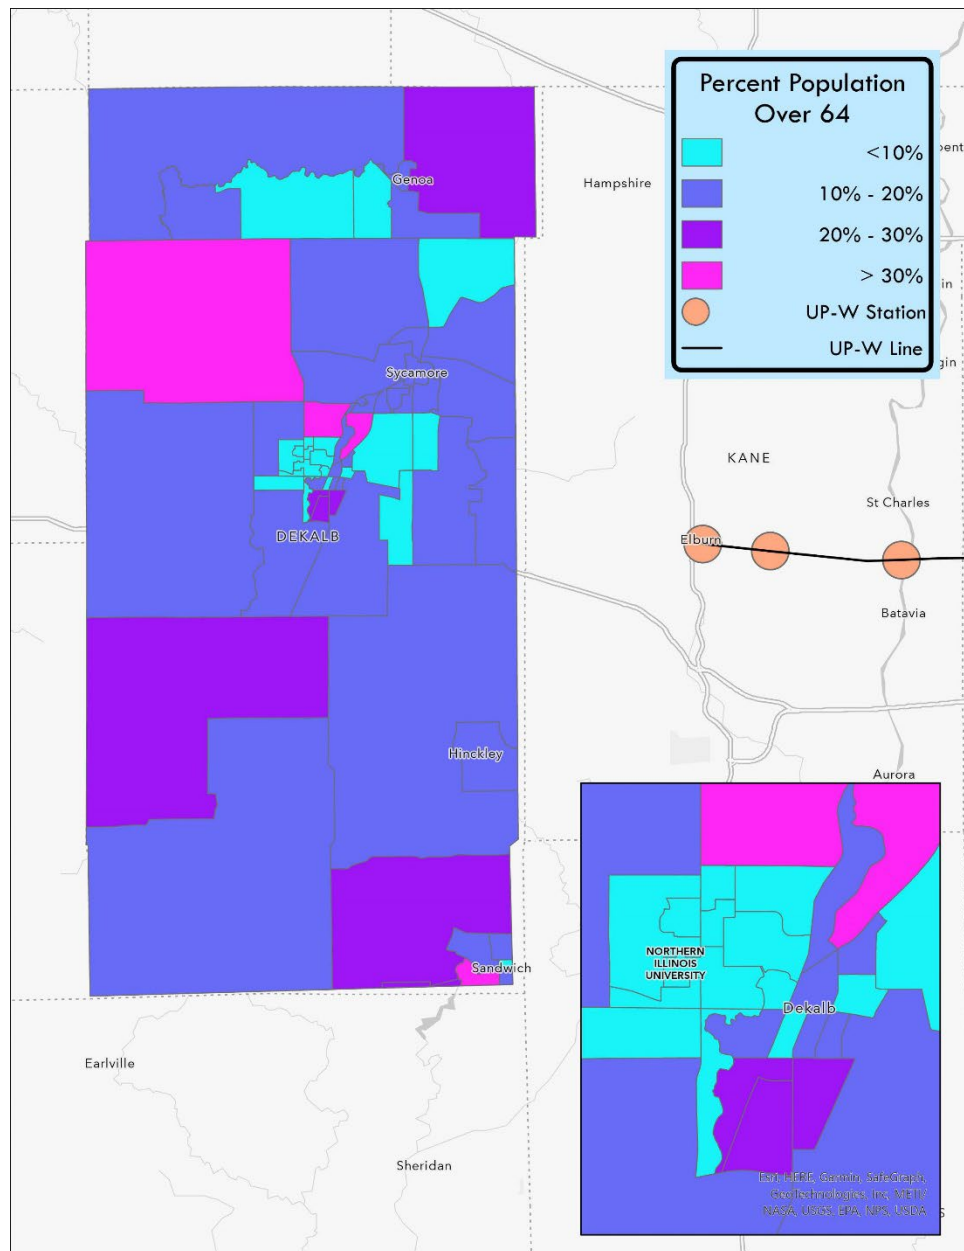 Percent Population
Over 64
<10%
10% - 20%
20% - 30%
> 30%
UP-W Station
UP-W Line
Genoa
Hampshire
Sycamore
KANE
St Charles
DEKALB
Elburn
Batavia
Hinckley
Aurora
Sandwich
NORTHERN
ILLINOIS
UNIVERSITY
Dekalb
Earlville
Sheridan
Esri, HERE, Garmin, SafeGraph,
GeoTechnologies, Inc, METI/
NASA, USGS, EPA, NPS, USDA